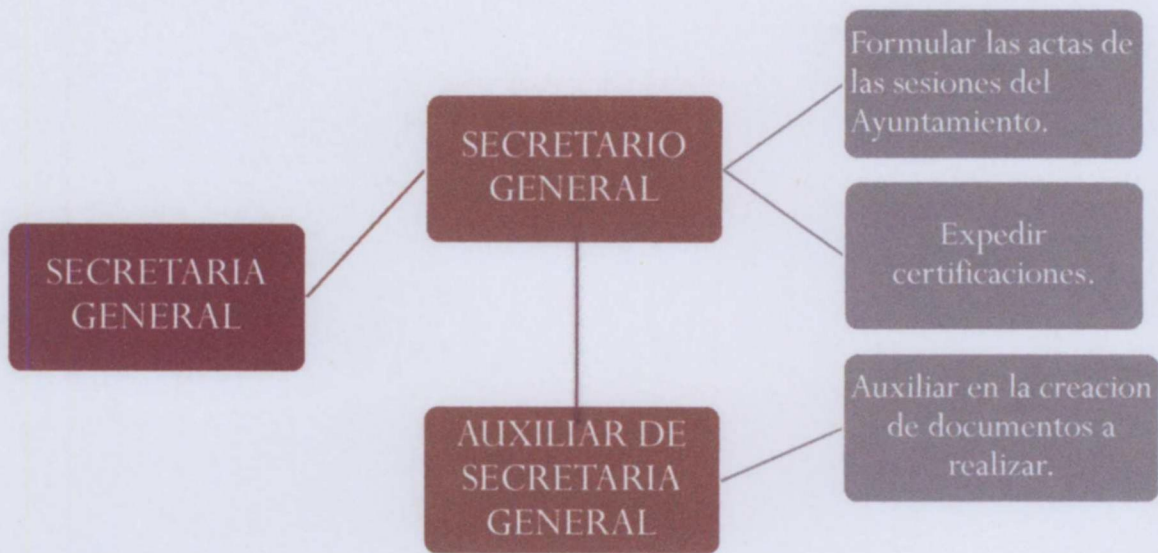 SECRETARIA
GENERAL
SECRETARIO
GENERAL
Formular las actas de
las sesiones del
Ayuntamiento.
Expedir
certificaciones.
AUXILIAR DE
SECRETARIA
GENERAL
Auxiliar en la creacion
de documentos a
realizar.